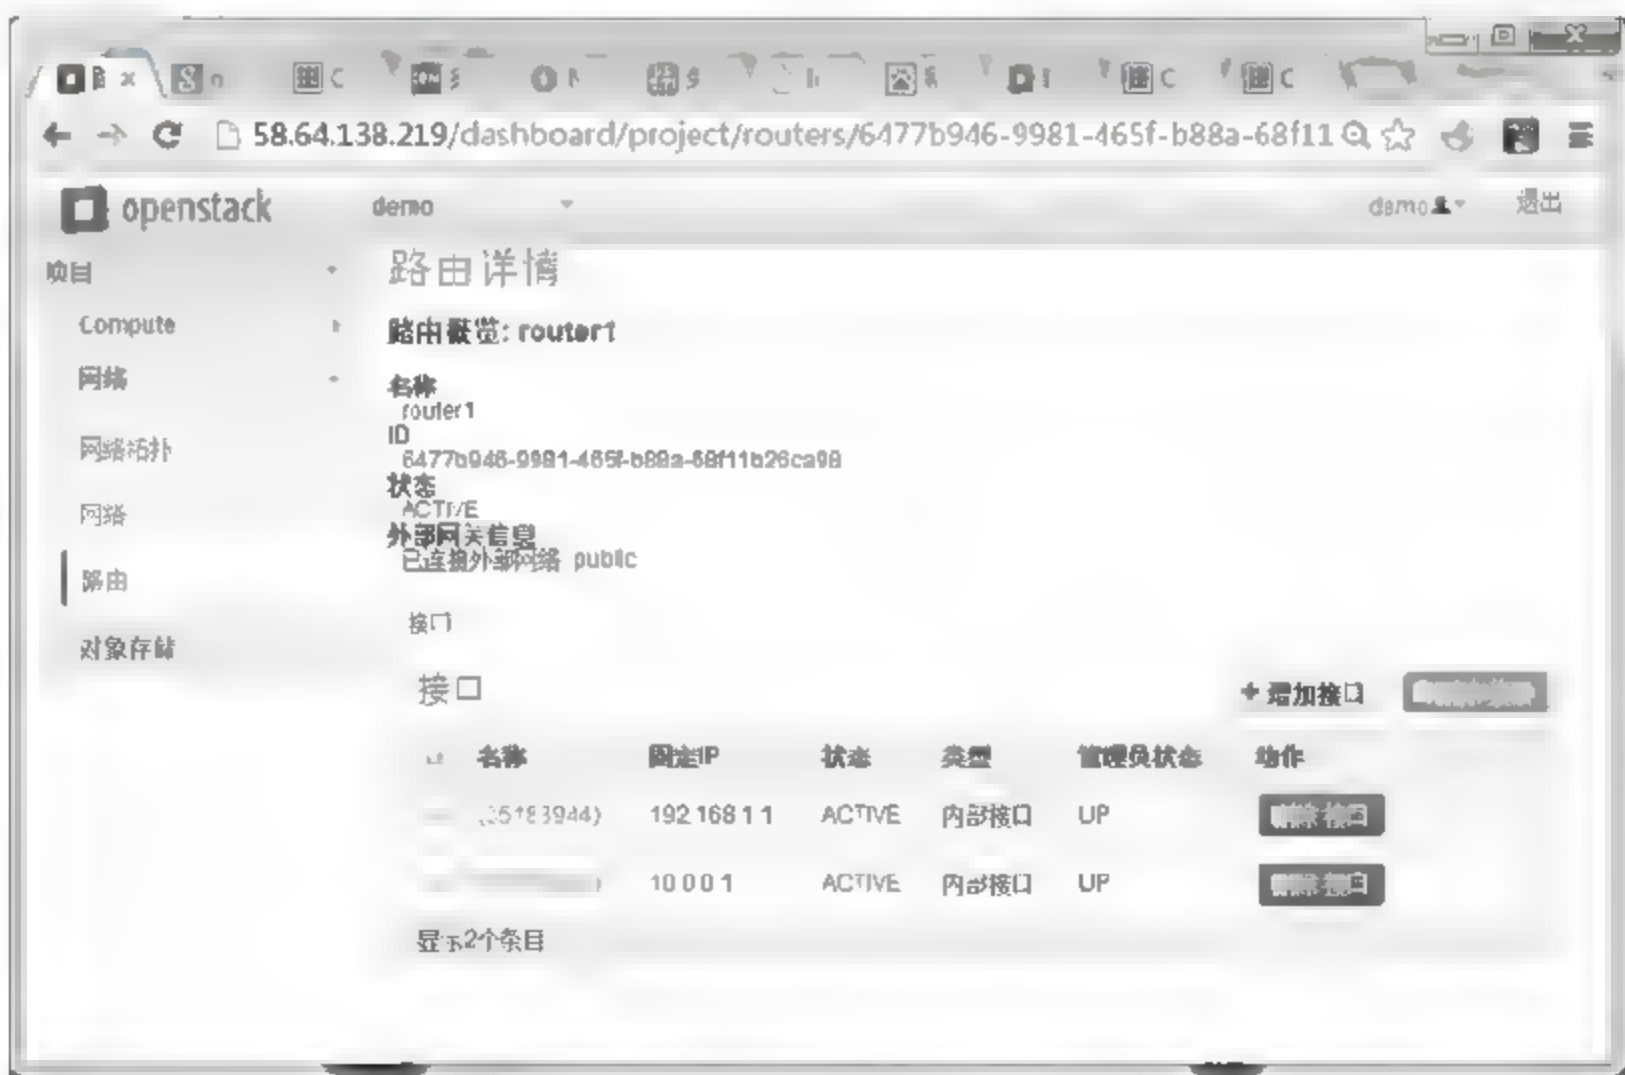 58.64.138.219/dashboard/project/routers/6477b946-9981-465f-b88a-68f11
openstack demo demo 退出
项目
Compute
网络
网络拓扑
网络
路由
对象存储
路由详情
路由概览: router1
名称
router1
ID
6477b946-9981-465f-b88a-68f11b26ca98
状态
ACTIVE
外部网关信息
已连接外部网络 public
接口
接口
+ 增加接口
名称 固定IP 状态 类型 管理员状态 动作
192 168 1 1 ACTIVE 内部接口 UP 删除接口
10 0 0 1 ACTIVE 内部接口 UP 删除接口
显示2个条目